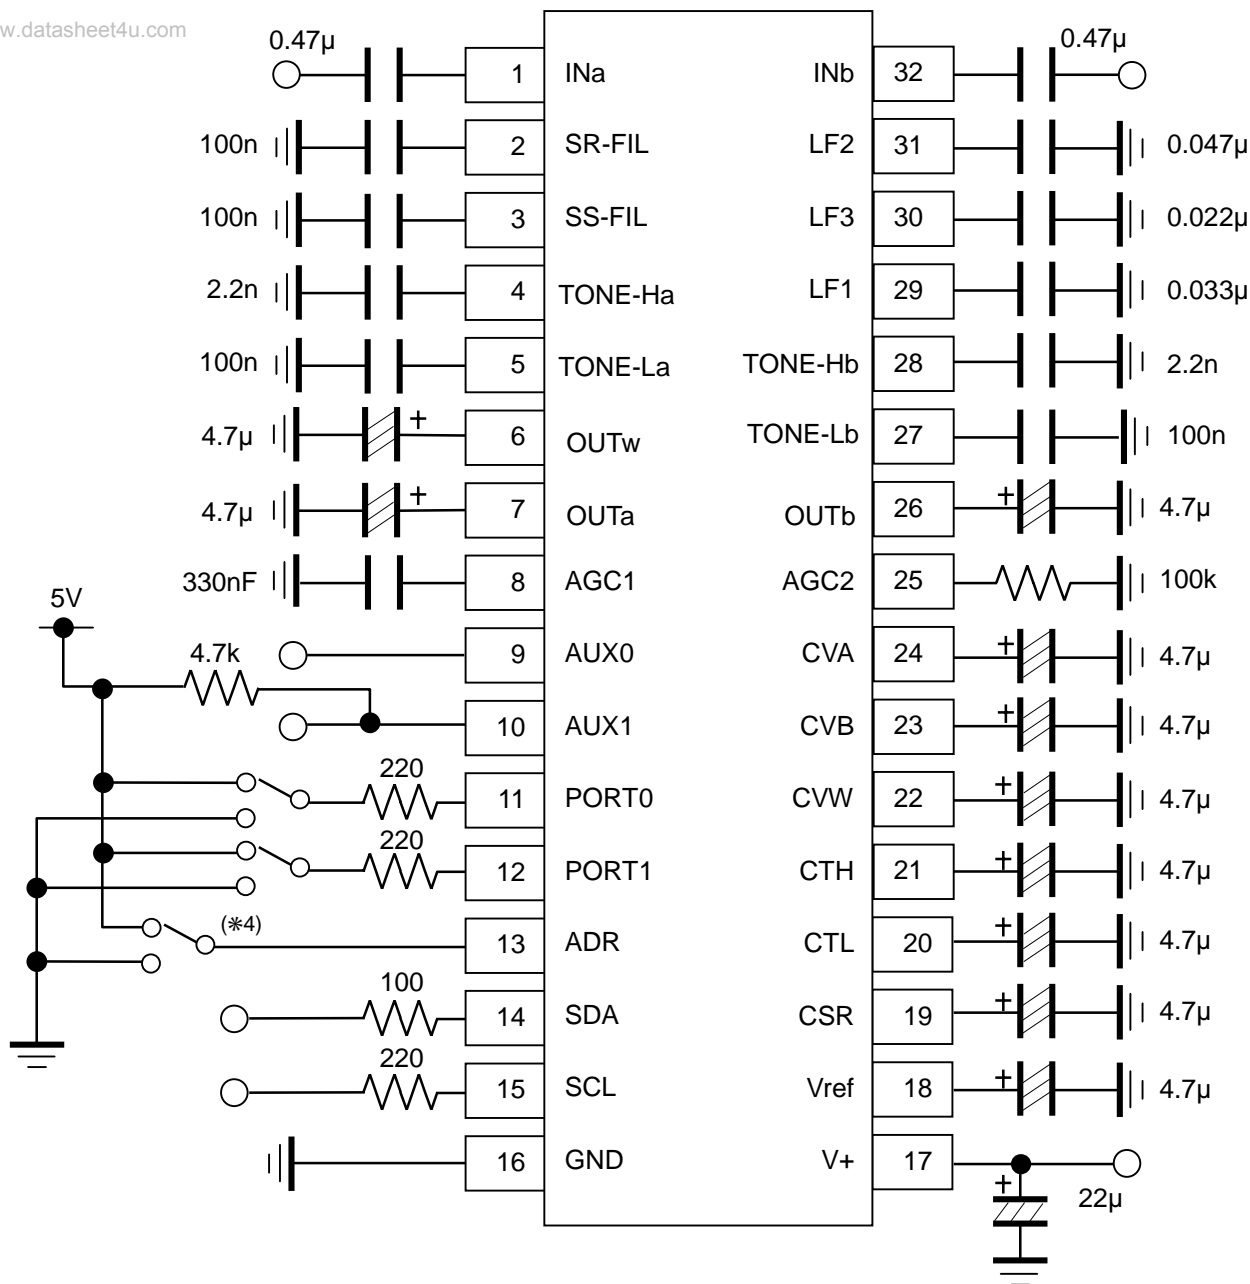 w.datasheet4u.com
0.47µ 0.47µ
1 INa INb 32
100n 2 SR-FIL LF2 31 0.047µ
100n 3 SS-FIL LF3 30 0.022µ
2.2n 4 TONE-Ha LF1 29 0.033µ
100n 5 TONE-La TONE-Hb 28 2.2n
4.7µ + 6 OUTw TONE-Lb 27 100n
4.7µ + 7 OUTa OUTb 26 + 4.7µ
330nF 8 AGC1 AGC2 25 100k
5V
4.7k 9 AUX0 CVA 24 + 4.7µ
10 AUX1 CVB 23 + 4.7µ
220 11 PORT0 CVW 22 + 4.7µ
220 12 PORT1 CTH 21 + 4.7µ
(❋4) 13 ADR CTL 20 + 4.7µ
100 14 SDA CSR 19 + 4.7µ
220 15 SCL Vref 18 + 4.7µ
16 GND V+ 17
+ 22µ